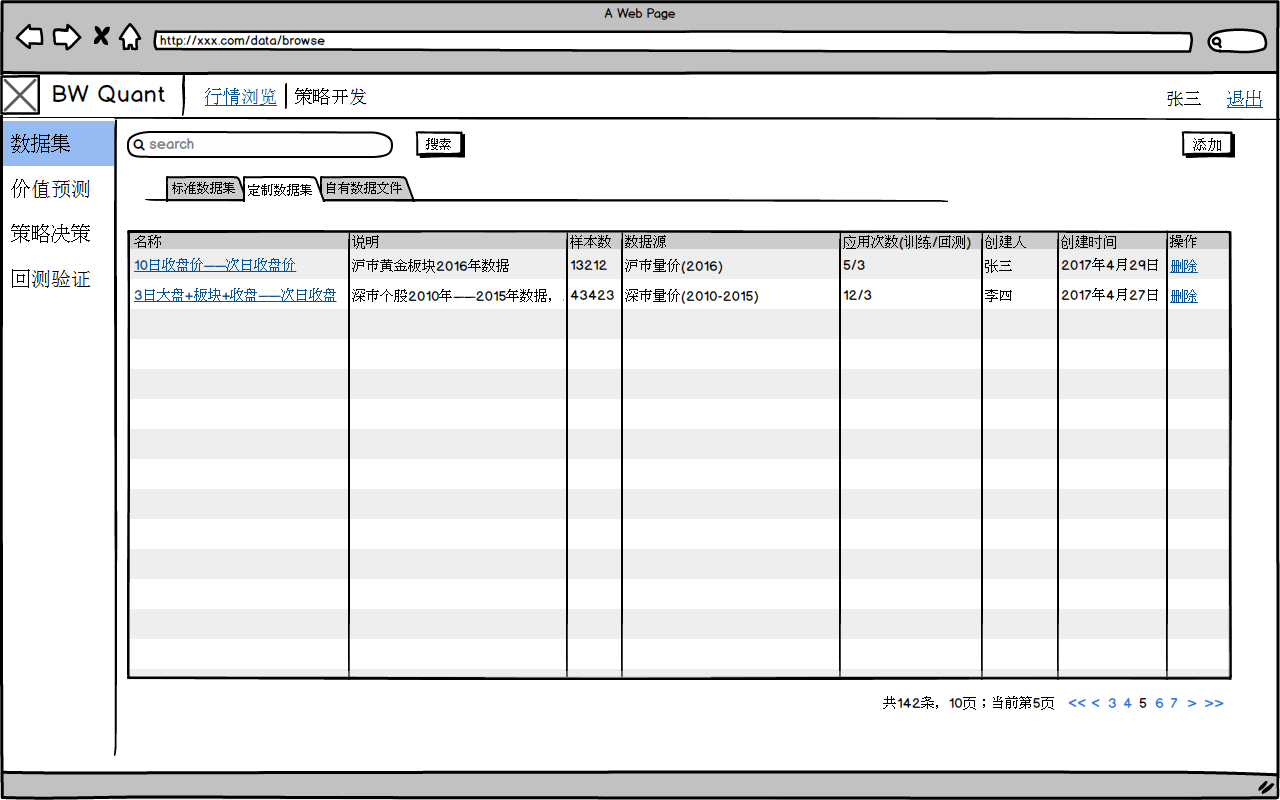 A Web Page
http://xxx.com/data/browse
BW Quant 行情浏览 策略开发 张三 退出
数据集
价值预测
策略决策
回测验证
search 搜索 添加
标准数据集 定制数据集 自有数据文件
名称 说明 样本数 数据源 应用次数(训练/回测) 创建人 创建时间 操作
10日收盘价——次日收盘价 沪市黄金板块2016年数据 13212 沪市量价(2016) 5/3 张三 2017年4月29日 删除
3日大盘+板块+收盘——次日收盘 深市个股2010年——2015年数据, 43423 深市量价(2010-2015) 12/3 李四 2017年4月27日 删除
共142条, 10页；当前第5页 << < 3 4 5 6 7 > >>